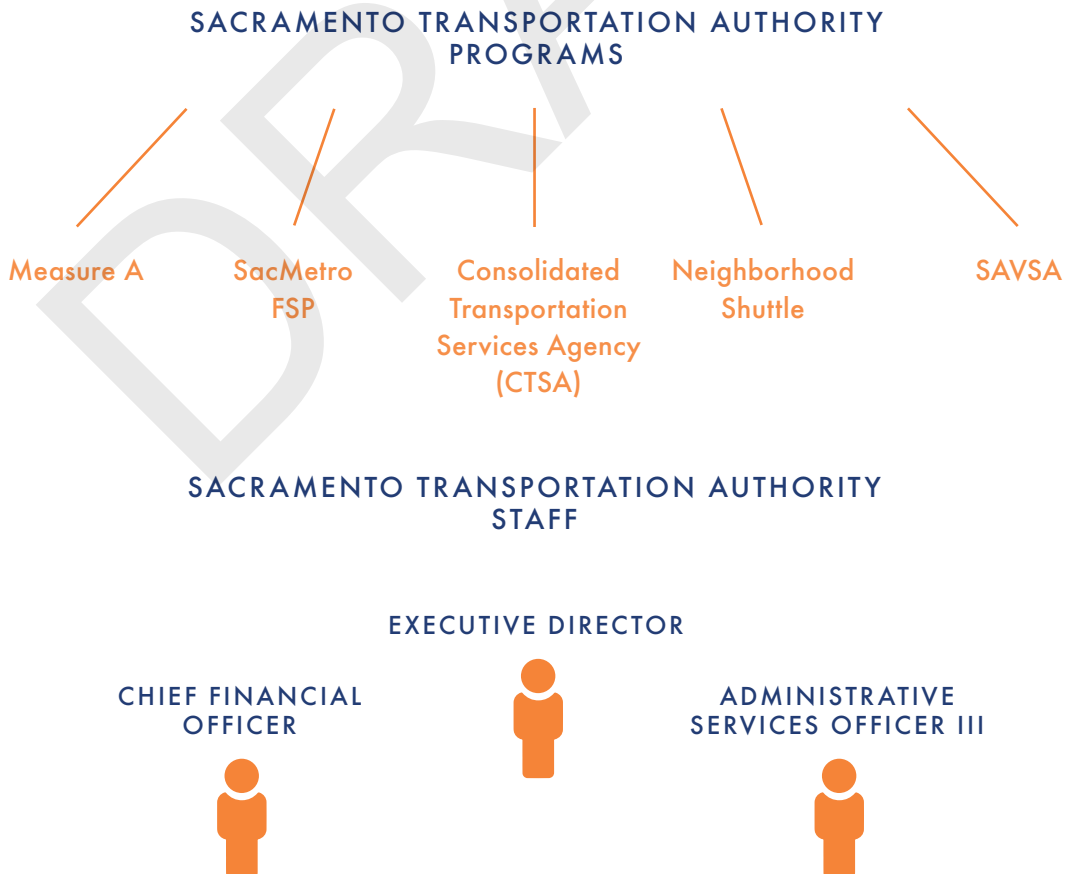 SACRAMENTO TRANSPORTATION AUTHORITY
PROGRAMS
Measure A
SacMetro
FSP
Consolidated
Transportation
Services Agency
(CTSA)
Neighborhood
Shuttle
SAVSA
SACRAMENTO TRANSPORTATION AUTHORITY
STAFF
EXECUTIVE DIRECTOR
CHIEF FINANCIAL
OFFICER
ADMINISTRATIVE
SERVICES OFFICER III
DRA